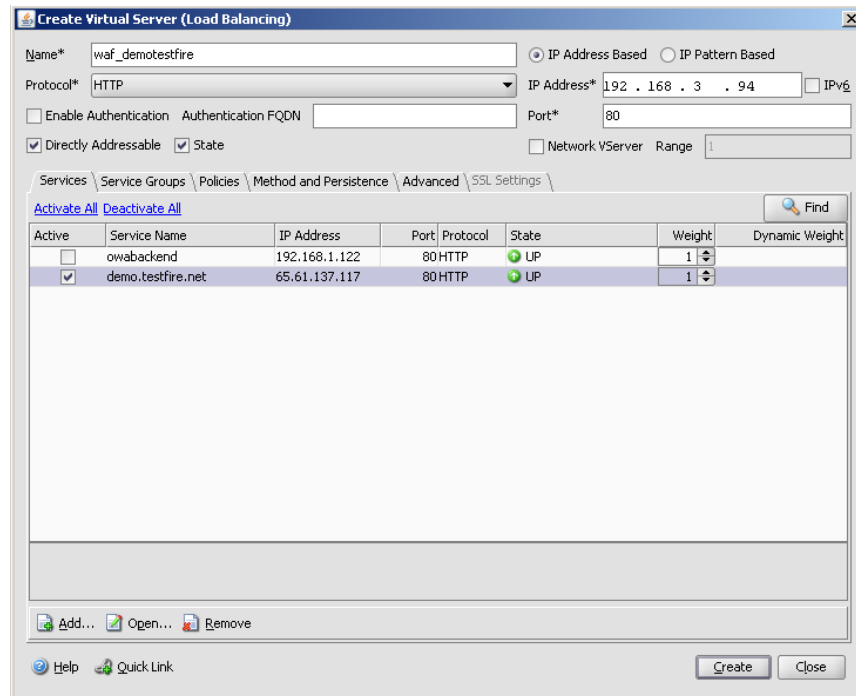 Create Virtual Server (Load Balancing)
Name* waf_demotestfire IP Address Based IP Pattern Based
Protocol* HTTP IP Address* 192 . 168 . 3 . 94 IPv6
Enable Authentication Authentication FQDN Port* 80
Directly Addressable State Network VServer Range 1
Services Service Groups Policies Method and Persistence Advanced SSL Settings
Activate All Deactivate All Find
Active Service Name IP Address Port Protocol State Weight Dynamic Weight
owabackend 192.168.1.122 80 HTTP UP 1
demo.testfire.net 65.61.137.117 80 HTTP UP 1
Add... Open... Remove
Help Quick Link Create Close